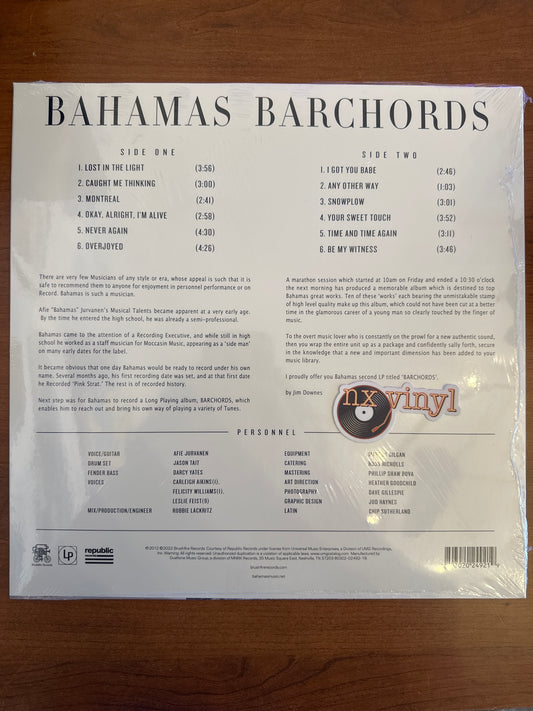 BAHAMAS BARCHORDS
SIDE ONE
1. LOST IN THE LIGHT (3:56)
2. CAUGHT ME THINKING (3:00)
3. MONTREAL (2:41)
4. OKAY, ALRIGHT, I'M ALIVE (2:58)
5. NEVER AGAIN (4:30)
6. OVERJOYED (4:26)
SIDE TWO
1. I GOT YOU BABE (2:46)
2. ANY OTHER WAY (1:03)
3. SNOWPLOW (3:01)
4. YOUR SWEET TOUCH (3:52)
5. TIME AND TIME AGAIN (3:11)
6. BE MY WITNESS (3:46)
There are very few Musicians of any style or era, whose appeal is such that it is
safe to recommend them to anyone for enjoyment in personnel performance or on
Record. Bahamas is such a musician.
Afie "Bahamas" Jurvanen's Musical Talents became apparent at a very early age.
By the time he entered the high school, he was already a semi-professional.
Bahamas came to the attention of a Recording Executive, and while still in high
school he worked as a staff musician for Moccasin Music, appearing as a 'side man'
on many early dates for the label.
It became obvious that one day Bahamas would be ready to record under his own
name. Several months ago, his first recording date was set, and at that first date
he Recorded 'Pink Strat.' The rest is of recorded history.
Next step was for Bahamas to record a Long Playing album, BARCHORDS, which
enables him to reach out and bring his own way of playing a variety of Tunes.
A marathon session which started at 10am on Friday and ended a 10:30 o'clock
the next morning has produced a memorable album which is destined to top
Bahamas great works. Ten of these 'works' each bearing the unmistakable stamp
of high level quality make up this album, which could not have been cut at a better
time in the glamorous career of a young man so clearly touched by the finger of
music.
To the overt music lover who is constantly on the prowl for a new authentic sound,
then you wrap the entire unit up as a package and confidently sally forth, secure
in the knowledge that a new and important dimension has been added to your
music library.
I proudly offer you Bahamas second LP titled 'BARCHORDS'.
by Jim Downes
nx vinyl
PERSONNEL
VOICE/GUITAR AFIE JURVANEN
DRUM SET JASON TAIT
FENDER BASS DARCY YATES
VOICES CARLEIGH AIKINS(I),
FELICITY WILLIAMS(I),
LESLIE FEIST(II)
MIX/PRODUCTION/ENGINEER ROBBIE LACKRITZ
EQUIPMENT GILGAN
CATERING ROSS NICHOLLS
MASTERING PHILLIP SHAW BOVA
ART DIRECTION HEATHER GOODCHILD
PHOTOGRAPHY DAVE GILLESPIE
GRAPHIC DESIGN JUD HAYNES
LATIN CHIP SUTHERLAND
LP
republic
brushfirerecords.com
bahamasmusic.net